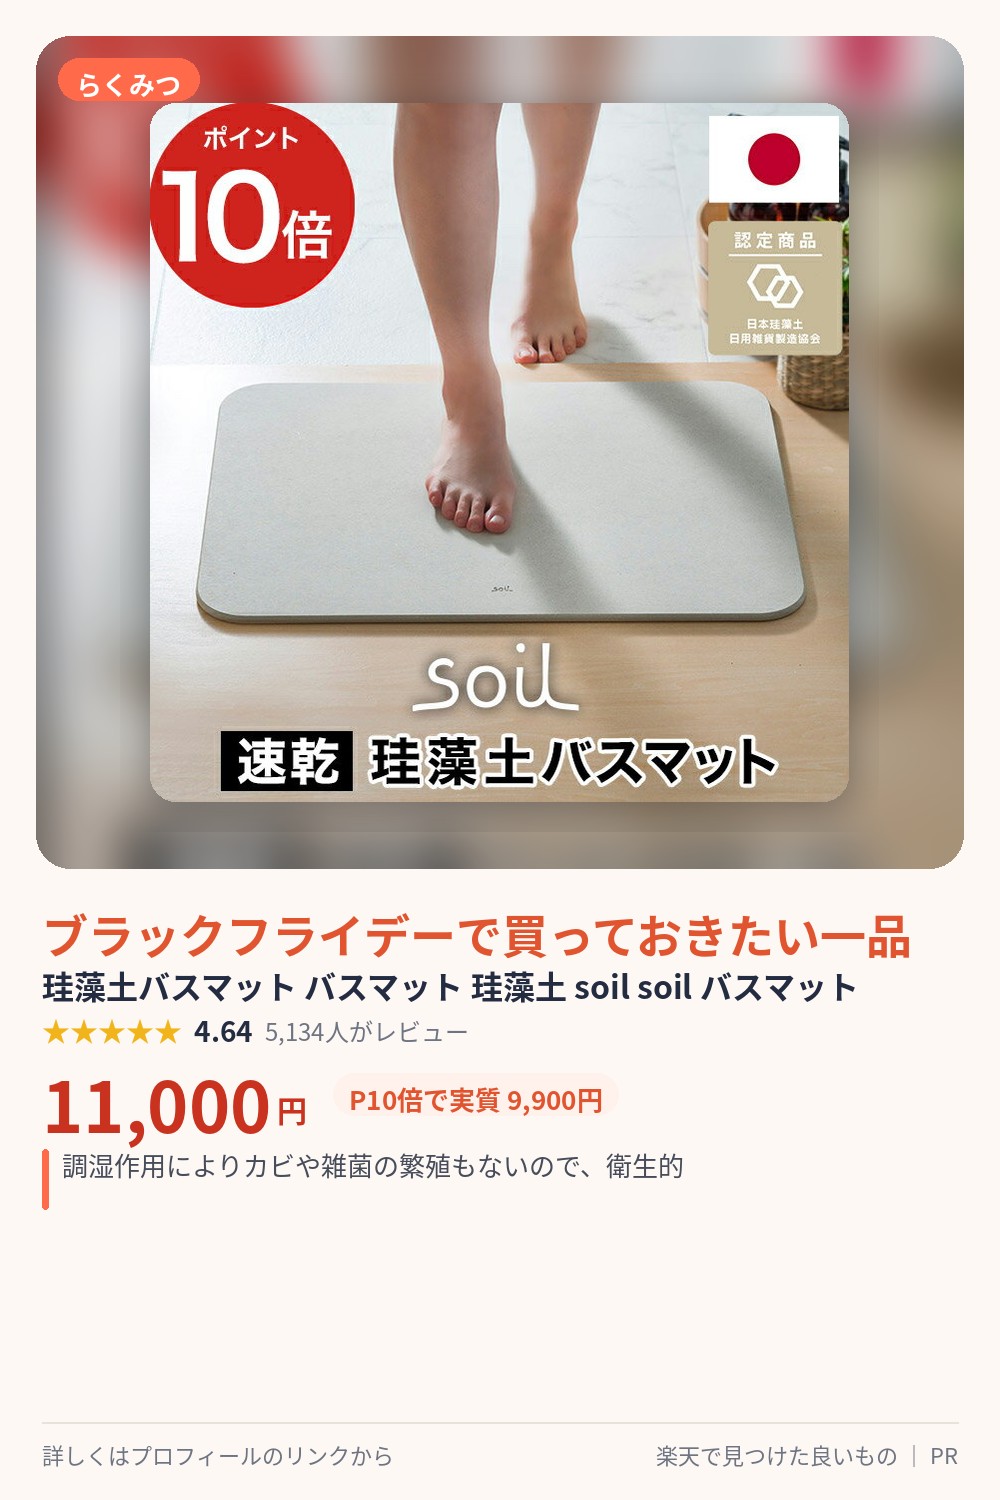 らくみつ
ポイント
10倍
認定商品
日本珪藻土
日用雑貨製造協会
soil
soil
速乾 珪藻土バスマット
ブラックフライデーで買っておきたい一品
珪藻土バスマット バスマット 珪藻土 soil soil バスマット
★★★★★ 4.64 5,134人がレビュー
11,000円 P10倍で実質 9,900円
調湿作用によりカビや雑菌の繁殖もないので、衛生的
詳しくはプロフィールのリンクから
楽天で見つけた良いもの | PR